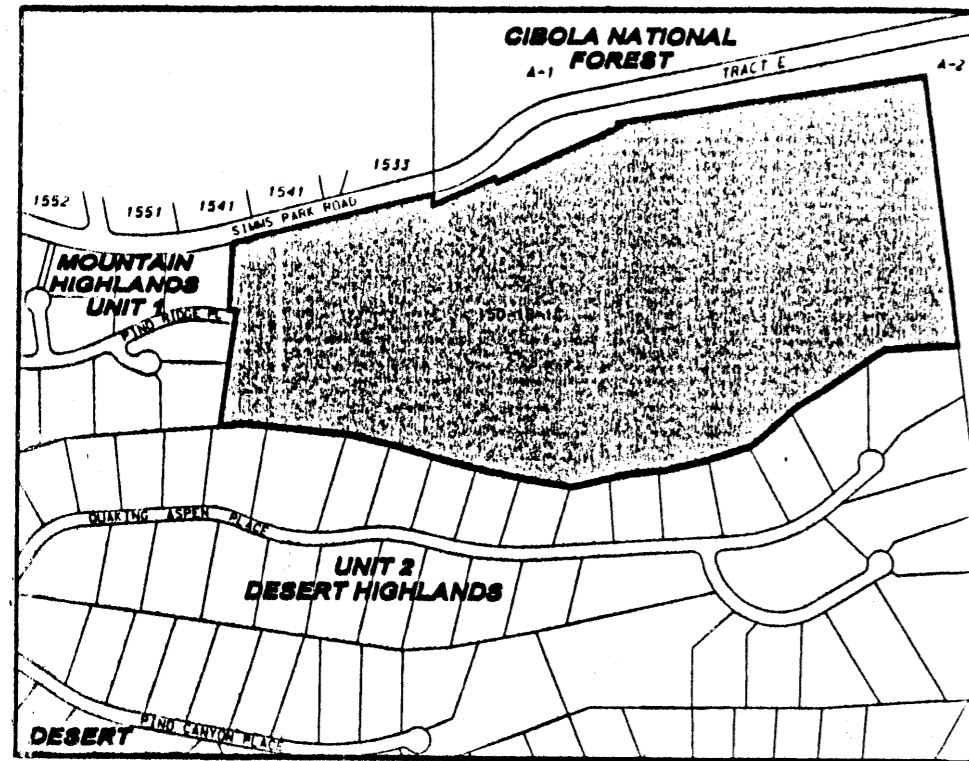 CIBOLA NATIONAL
FOREST
A-1
TRACT E
A-2
1533
1541
1552
1551
1541
SIMMS PARK ROAD
MOUNTAIN
HIGHLANDS
UNIT 1
PINO RIDGE PL
QUAKING ASPEN PLACE
UNIT 2
DESERT HIGHLANDS
PINO CANYON PLACE
DESERT